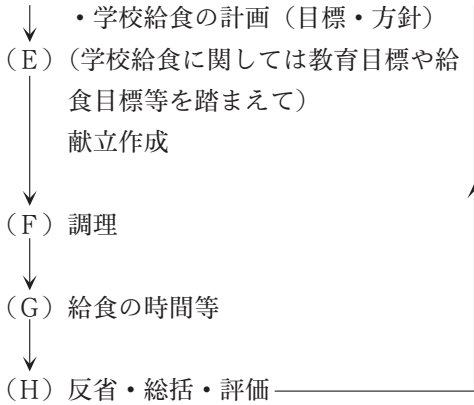 ・学校給食の計画（目標・方針）
（E）（学校給食に関しては教育目標や給
食目標等を踏まえて）
献立作成
（F）調理
（G）給食の時間等
（H）反省・総括・評価